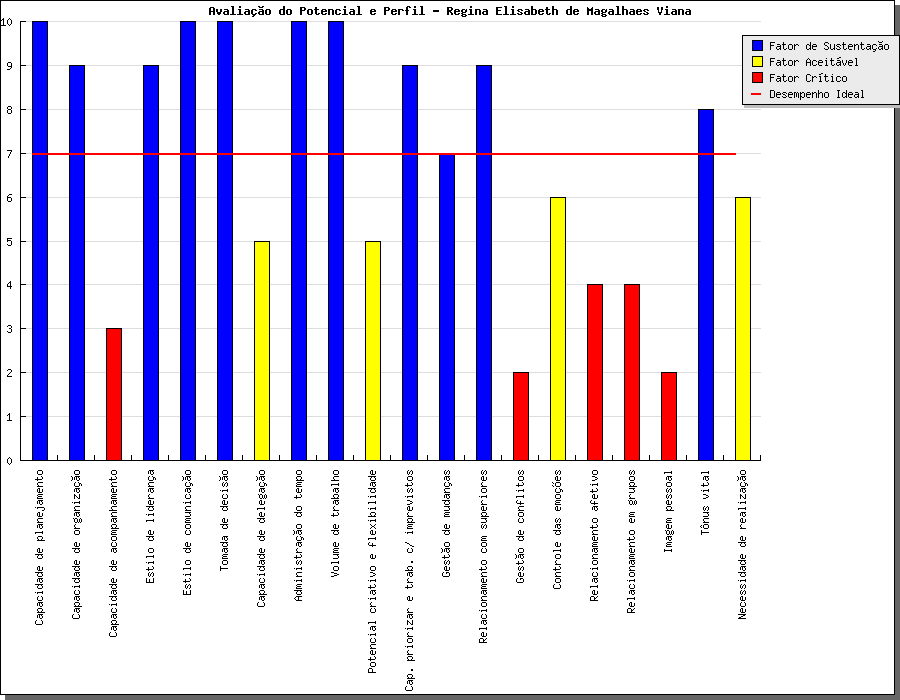 Avaliação do Potencial e Perfil - Regina Elisabeth de Magalhaes Viana
Fator de Sustentação
Fator Aceitável
Fator Crítico
Desempenho Ideal
10
9
8
7
6
5
4
3
2
1
0
Capacidade de planejamento
Capacidade de organização
Capacidade de acompanhamento
Estilo de liderança
Estilo de comunicação
Tomada de decisão
Capacidade de delegação
Administração do tempo
Volume de trabalho
Potencial criativo e flexibilidade
Cap. priorizar e trab. c/ imprevistos
Gestão de mudanças
Relacionamento com superiores
Gestão de conflitos
Controle das emoções
Relacionamento afetivo
Relacionamento em grupos
Imagem pessoal
Tônus vital
Necessidade de realização